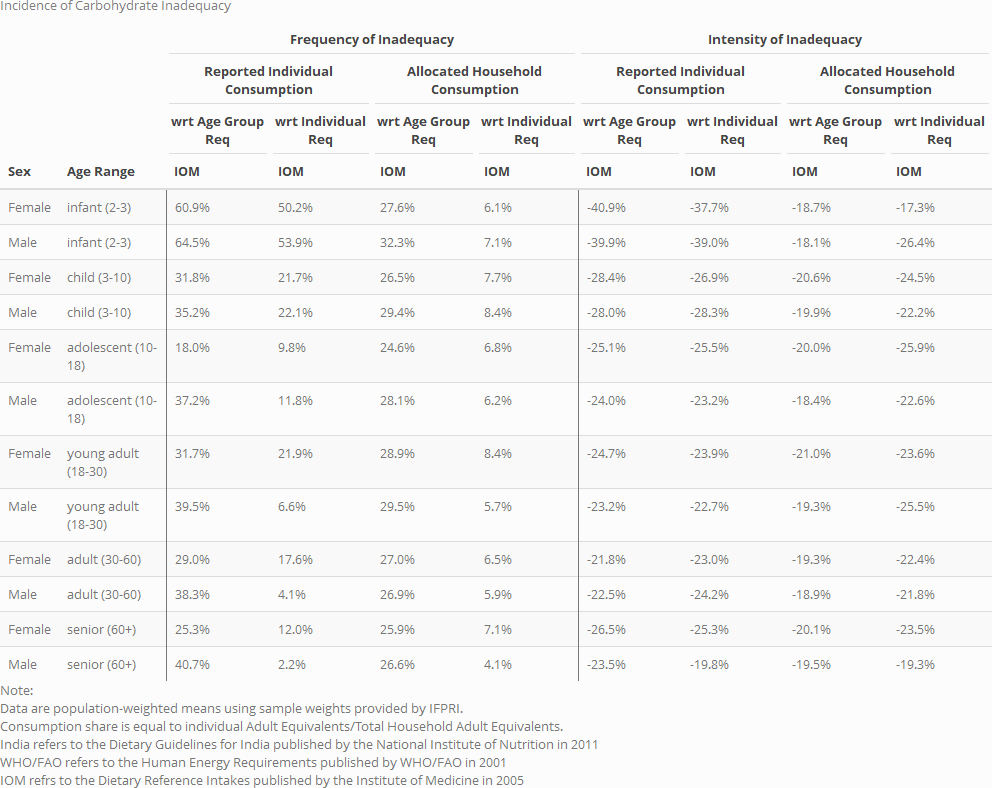 Incidence of Carbohydrate Inadequacy
Frequency of Inadequacy Intensity of Inadequacy
Reported Individual Consumption Allocated Household Consumption Reported Individual Consumption Allocated Household Consumption
wrt Age Group Req wrt Individual Req wrt Age Group Req wrt Individual Req wrt Age Group Req wrt Individual Req wrt Age Group Req wrt Individual Req
Sex Age Range IOM IOM IOM IOM IOM IOM IOM IOM
Female infant (2-3) 60.9% 50.2% 27.6% 6.1% -40.9% -37.7% -18.7% -17.3%
Male infant (2-3) 64.5% 53.9% 32.3% 7.1% -39.9% -39.0% -18.1% -26.4%
Female child (3-10) 31.8% 21.7% 26.5% 7.7% -28.4% -26.9% -20.6% -24.5%
Male child (3-10) 35.2% 22.1% 29.4% 8.4% -28.0% -28.3% -19.9% -22.2%
Female adolescent (10-18) 18.0% 9.8% 24.6% 6.8% -25.1% -25.5% -20.0% -25.9%
Male adolescent (10-18) 37.2% 11.8% 28.1% 6.2% -24.0% -23.2% -18.4% -22.6%
Female young adult (18-30) 31.7% 21.9% 28.9% 8.4% -24.7% -23.9% -21.0% -23.6%
Male young adult (18-30) 39.5% 6.6% 29.5% 5.7% -23.2% -22.7% -19.3% -25.5%
Female adult (30-60) 29.0% 17.6% 27.0% 6.5% -21.8% -23.0% -19.3% -22.4%
Male adult (30-60) 38.3% 4.1% 26.9% 5.9% -22.5% -24.2% -18.9% -21.8%
Female senior (60+) 25.3% 12.0% 25.9% 7.1% -26.5% -25.3% -20.1% -23.5%
Male senior (60+) 40.7% 2.2% 26.6% 4.1% -23.5% -19.8% -19.5% -19.3%
Note:
Data are population-weighted means using sample weights provided by IFPRI.
Consumption share is equal to individual Adult Equivalents/Total Household Adult Equivalents.
India refers to the Dietary Guidelines for India published by the National Institute of Nutrition in 2011
WHO/FAO refers to the Human Energy Requirements published by WHO/FAO in 2001
IOM refrs to the Dietary Reference Intakes published by the Institute of Medicine in 2005